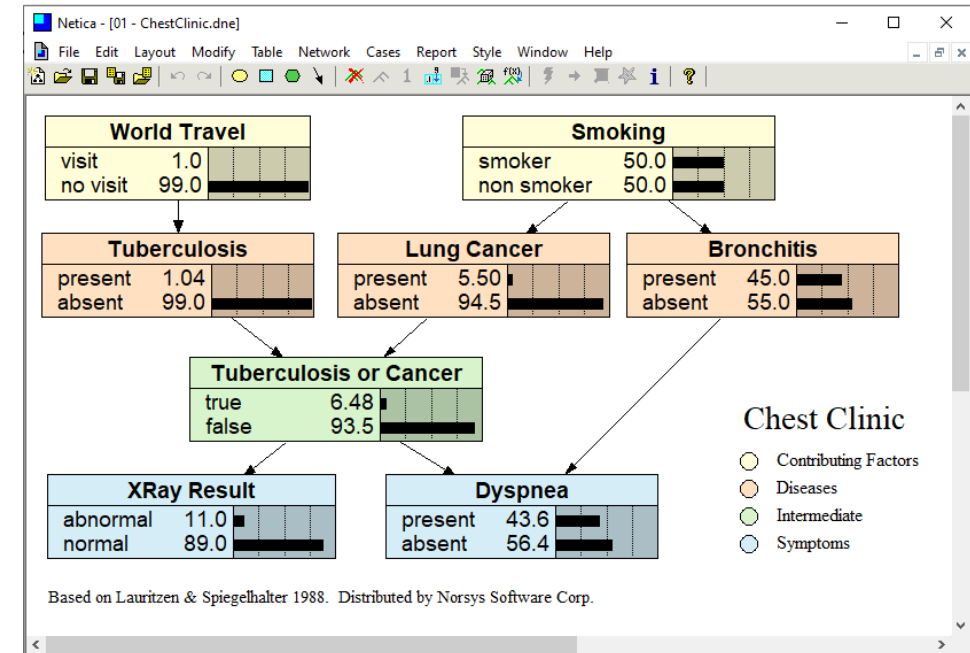 Netica - [01 - ChestClinic.dne]
File Edit Layout Modify Table Network Cases Report Style Window Help
1 f(x) i ?
World Travel
visit 1.0
no visit 99.0
Smoking
smoker 50.0
non smoker 50.0
Tuberculosis
present 1.04
absent 99.0
Lung Cancer
present 5.50
absent 94.5
Bronchitis
present 45.0
absent 55.0
Tuberculosis or Cancer
true 6.48
false 93.5
XRay Result
abnormal 11.0
normal 89.0
Dyspnea
present 43.6
absent 56.4
Chest Clinic
Contributing Factors
Diseases
Intermediate
Symptoms
Based on Lauritzen & Spiegelhalter 1988. Distributed by Norsys Software Corp.